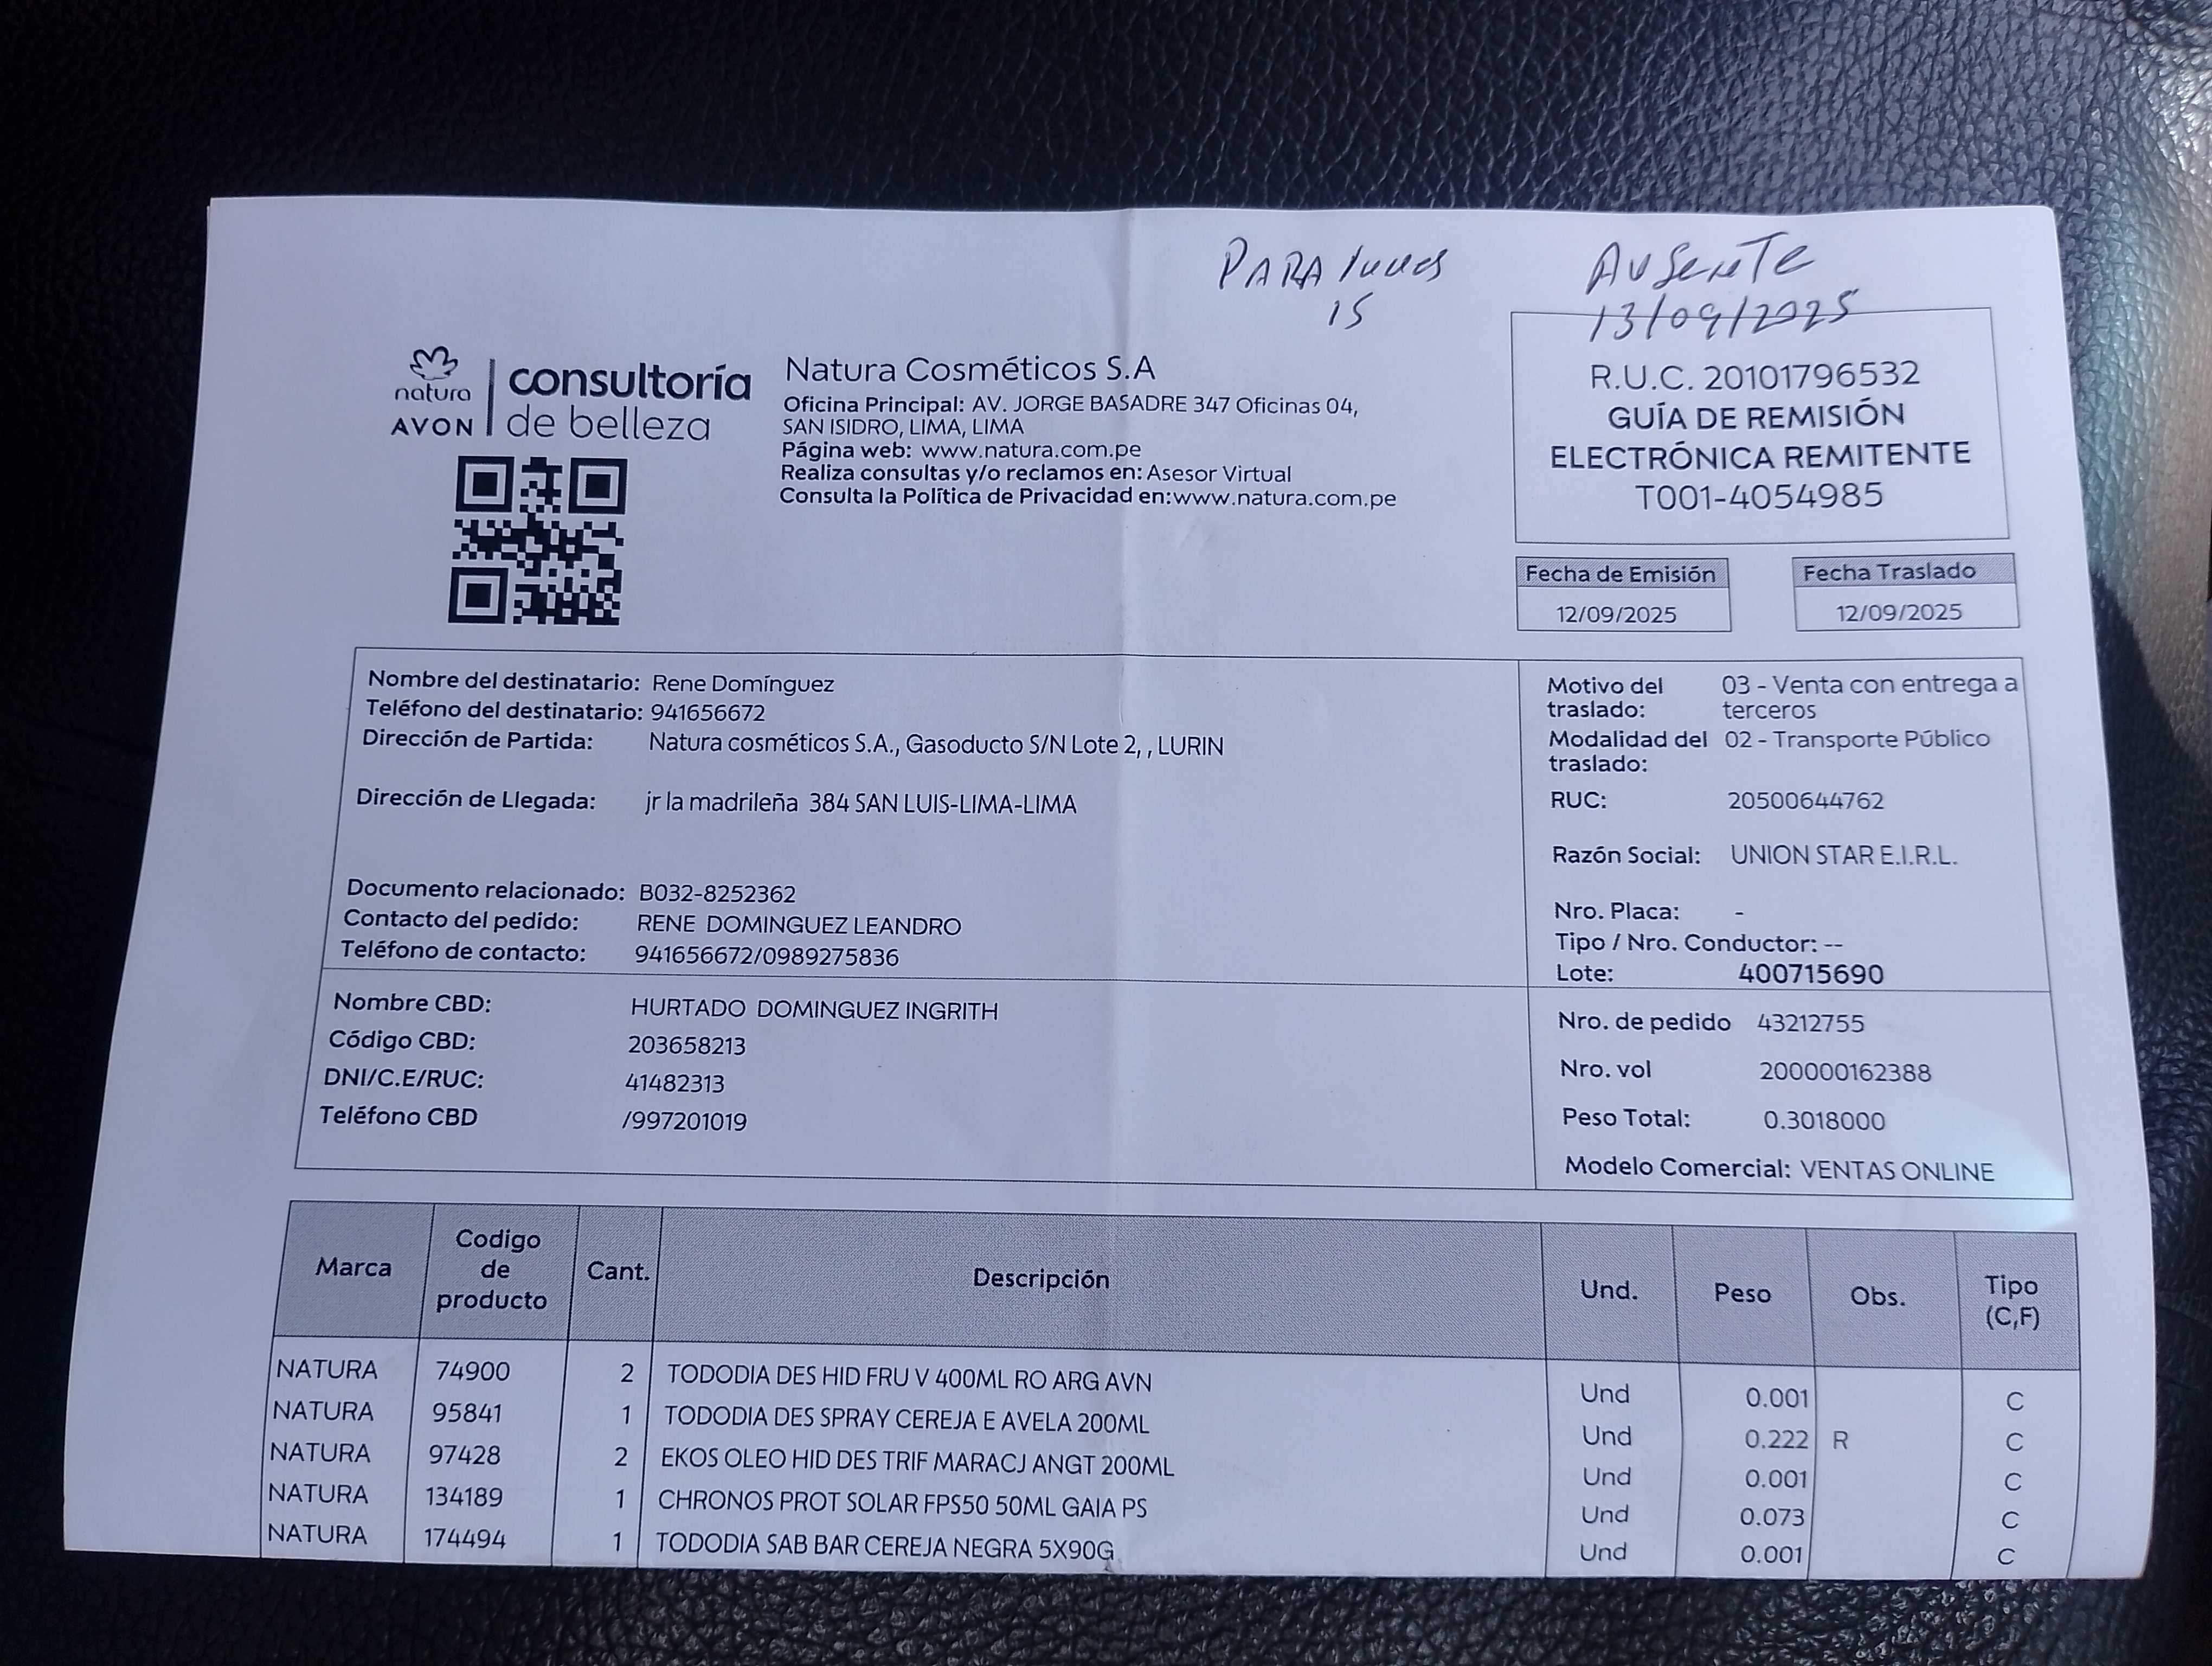 PARA lunes
15
AUSENTE
13/09/2025
natura
AVON
consultoría
de belleza
Natura Cosméticos S.A
Oficina Principal: AV. JORGE BASADRE 347 Oficinas 04,
SAN ISIDRO, LIMA, LIMA
Página web: www.natura.com.pe
Realiza consultas y/o reclamos en: Asesor Virtual
Consulta la Política de Privacidad en:www.natura.com.pe
R.U.C. 20101796532
GUÍA DE REMISIÓN
ELECTRÓNICA REMITENTE
T001-4054985
Fecha de Emisión
12/09/2025
Fecha Traslado
12/09/2025
Nombre del destinatario: Rene Domínguez
Teléfono del destinatario: 941656672
Dirección de Partida: Natura cosméticos S.A., Gasoducto S/N Lote 2, , LURIN
Dirección de Llegada: jr la madrileña 384 SAN LUIS-LIMA-LIMA
Documento relacionado: B032-8252362
Contacto del pedido: RENE DOMINGUEZ LEANDRO
Teléfono de contacto: 941656672/0989275836
Motivo del traslado: 03 - Venta con entrega a
terceros
Modalidad del traslado: 02 - Transporte Público
RUC: 20500644762
Razón Social: UNION STAR E.I.R.L.
Nro. Placa: -
Tipo / Nro. Conductor: --
Lote: 400715690
Nombre CBD: HURTADO DOMINGUEZ INGRITH
Código CBD: 203658213
DNI/C.E/RUC: 41482313
Teléfono CBD /997201019
Nro. de pedido 43212755
Nro. vol 200000162388
Peso Total: 0.3018000
Modelo Comercial: VENTAS ONLINE
Marca Codigo de producto Cant. Descripción Und. Peso Obs. Tipo (C,F)
NATURA 74900 2 TODODIA DES HID FRU V 400ML RO ARG AVN Und 0.001 C
NATURA 95841 1 TODODIA DES SPRAY CEREJA E AVELA 200ML Und 0.222 R C
NATURA 97428 2 EKOS OLEO HID DES TRIF MARACJ ANGT 200ML Und 0.001 C
NATURA 134189 1 CHRONOS PROT SOLAR FPS50 50ML GAIA PS Und 0.073 C
NATURA 174494 1 TODODIA SAB BAR CEREJA NEGRA 5X90G Und 0.001 C